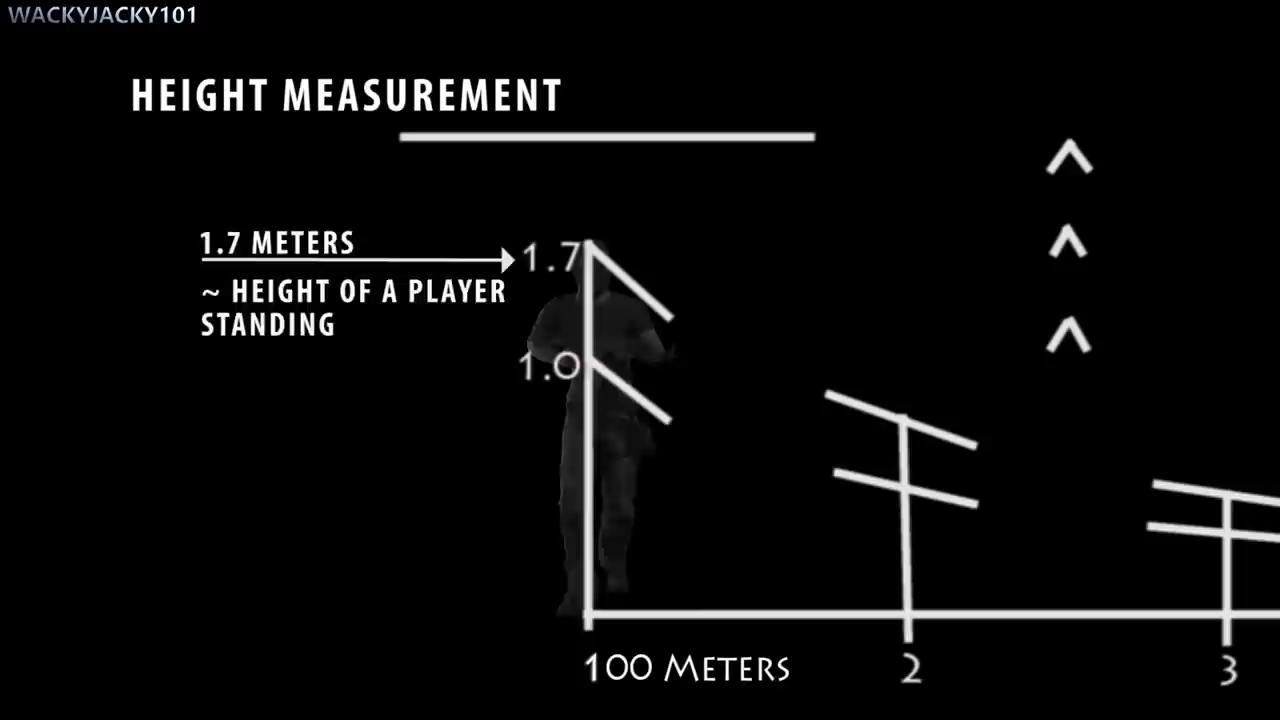 WACKYJACKY101
HEIGHT MEASUREMENT
1.7 METERS
~ HEIGHT OF A PLAYER
STANDING
1.7
1.0
100 METERS
2
3